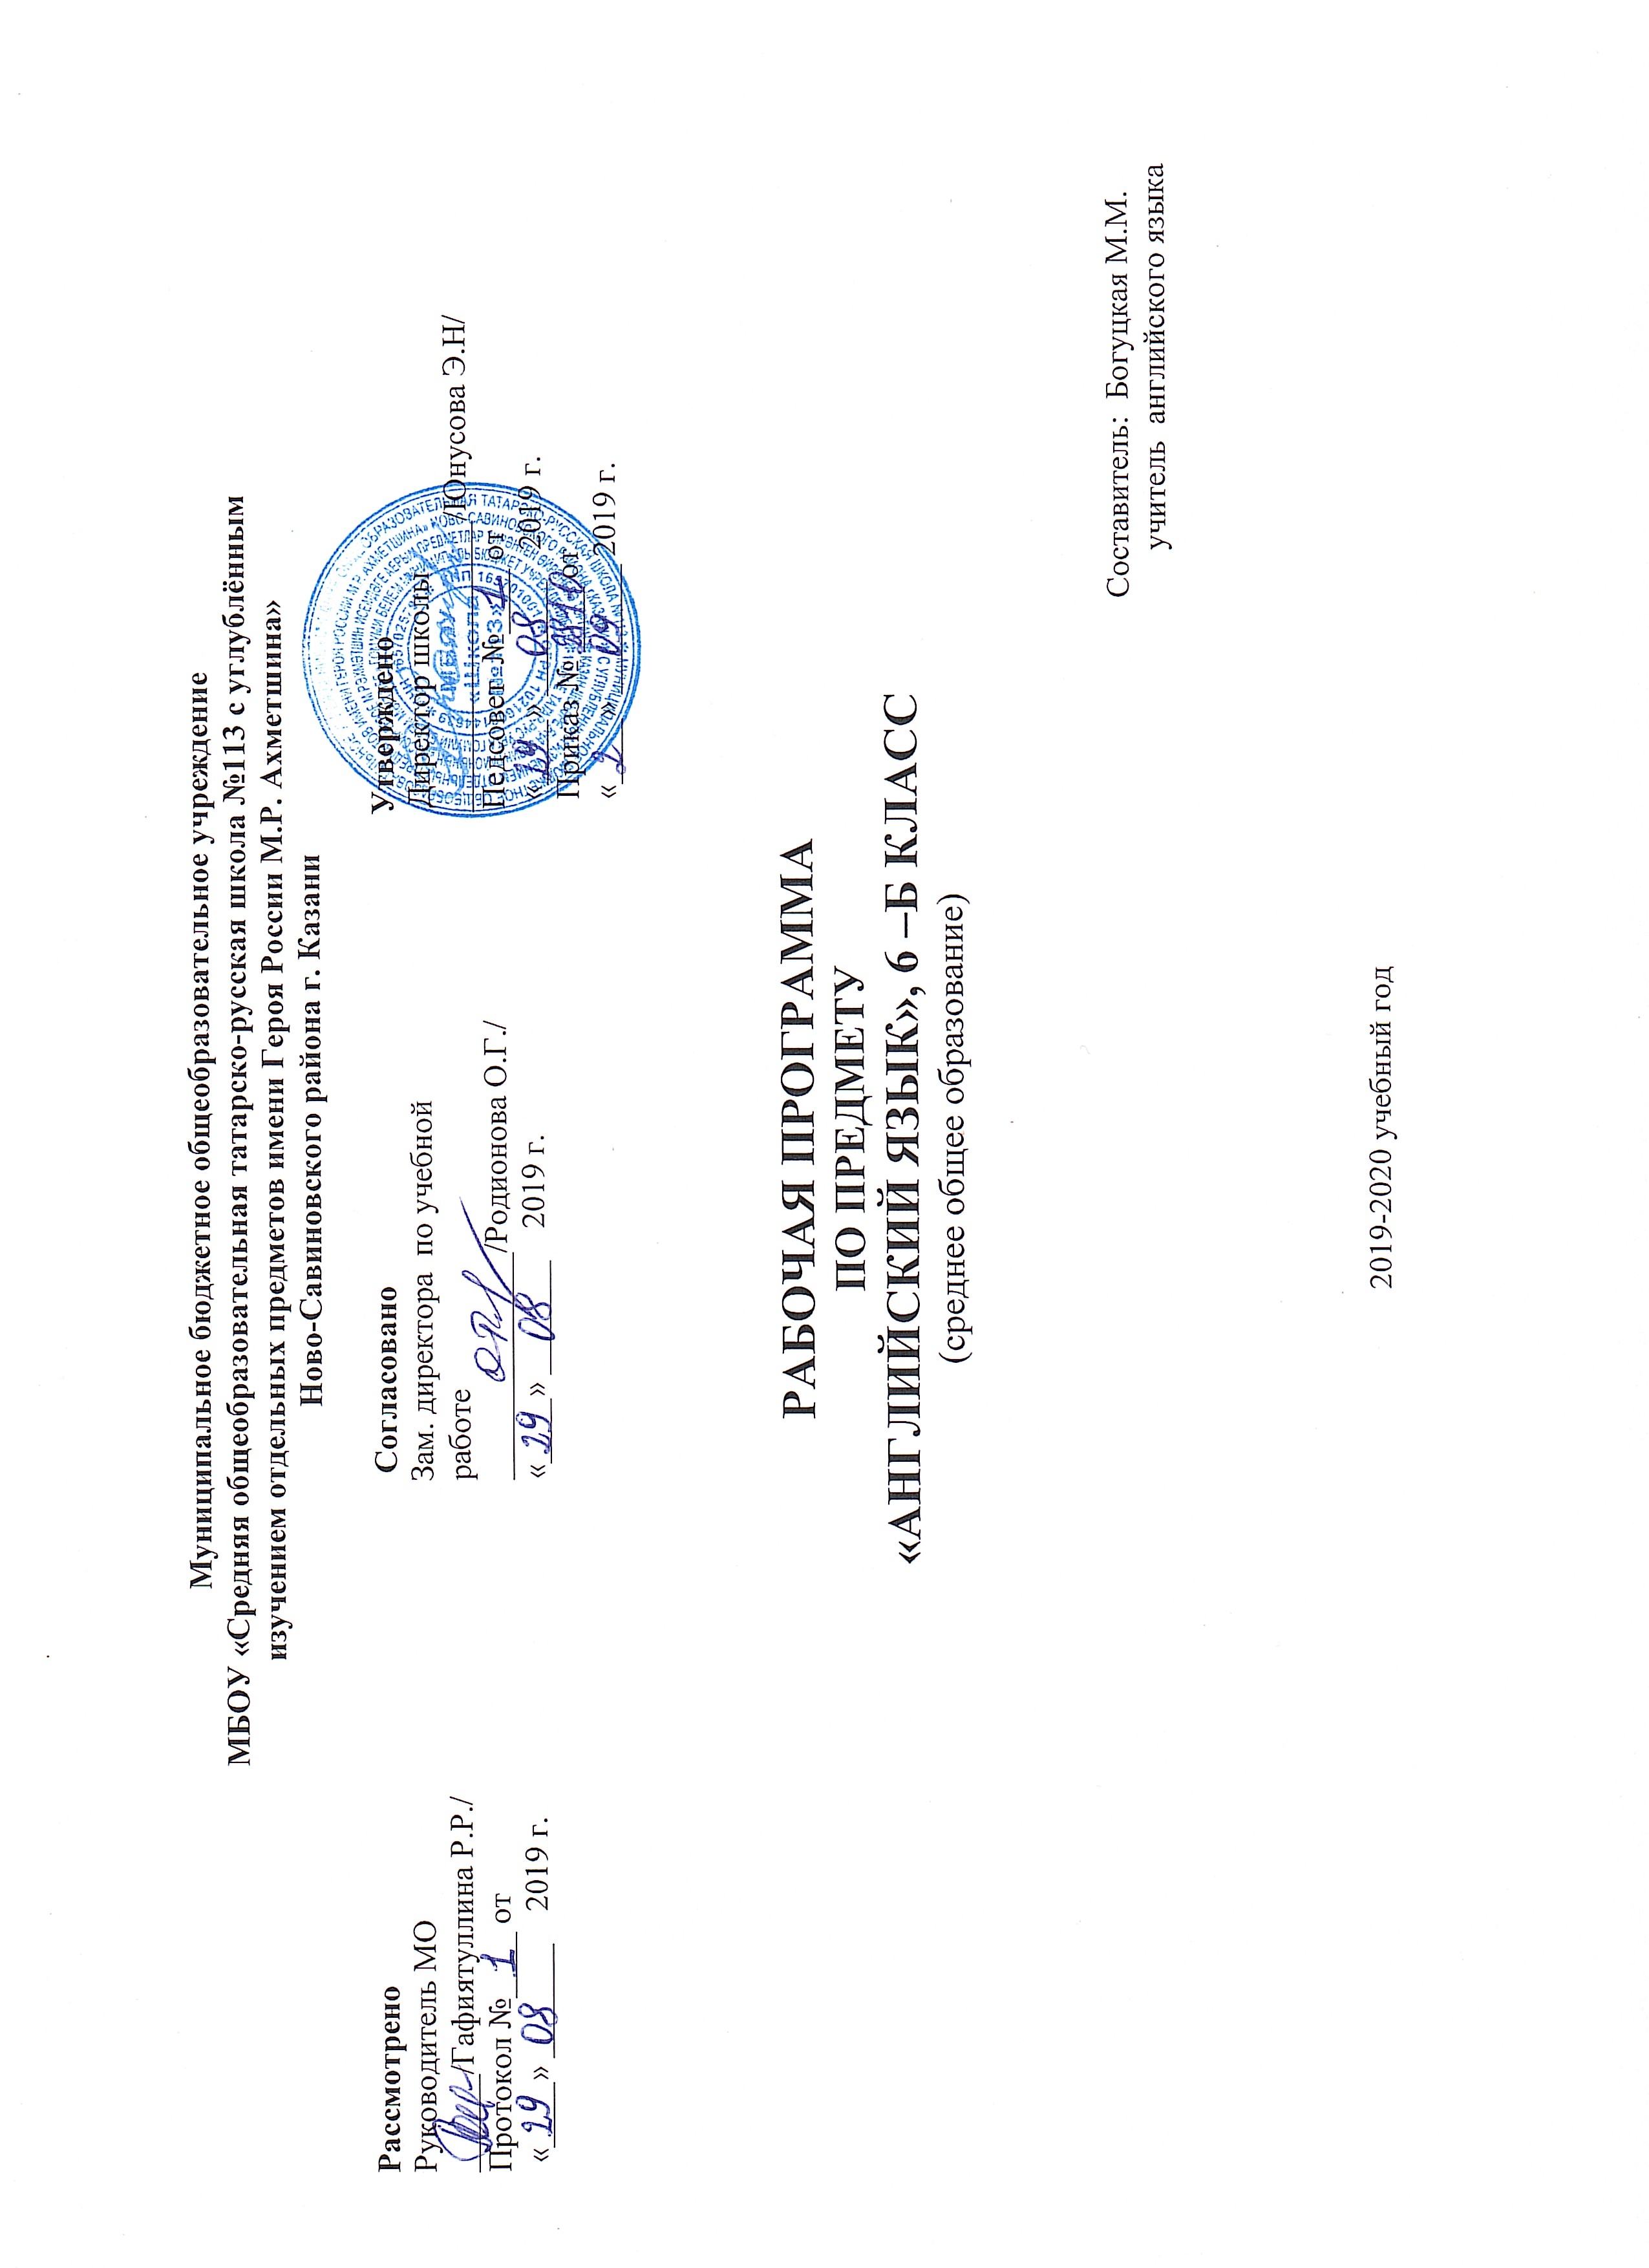 Муниципальное бюджетное общеобразовательное учреждение
МБОУ «Средняя общеобразовательная татарско-русская школа №113 с углублённым
изучением отдельных предметов имени Героя России М.Р. Ахметшина»
Ново-Савиновского района г. Казани
Рассмотрено
Руководитель МО
/Гафиятуллина Р.Р./
Протокол № 1 от
« 29 » 08 2019 г.
Согласовано
Зам. директора по учебной
работе
/Родионова О.Г./
« 29 » 08 2019 г.
Утверждено
Директор школы
/Юнусова Э.Н/
Педсовет № 1 от
« 29 » 08 2019 г.
Приказ № от
« 2 » 09 2019 г.
РАБОЧАЯ ПРОГРАММА
ПО ПРЕДМЕТУ
«АНГЛИЙСКИЙ ЯЗЫК», 6 –Б КЛАСС
(среднее общее образование)
Составитель: Богуцкая М.М.
учитель английского языка
2019-2020 учебный год